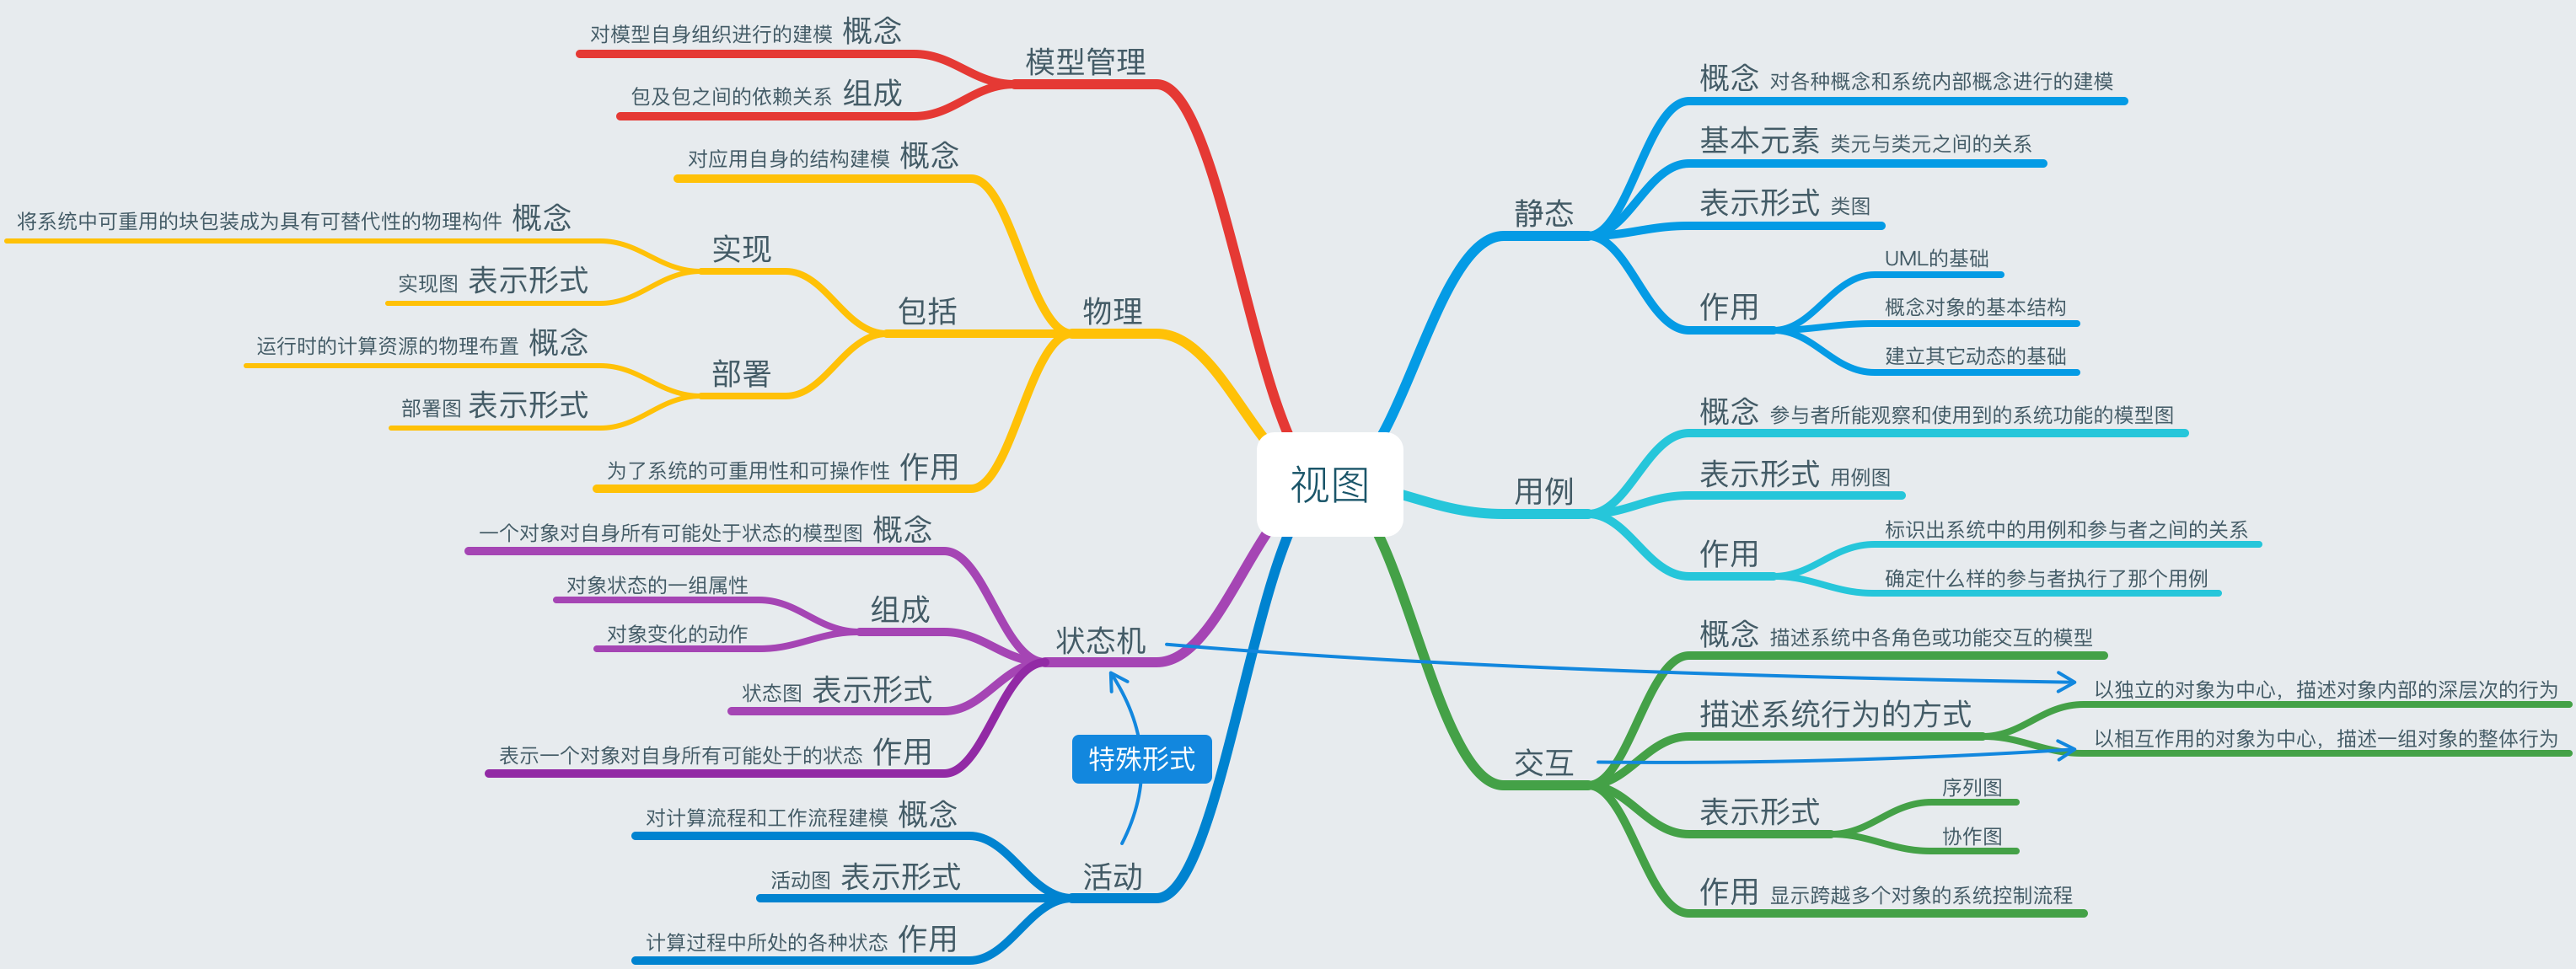 视图
模型管理
概念 对模型自身组织进行的建模
组成 包及包之间的依赖关系
物理
概念 对应用自身的结构建模
包括
实现
概念 将系统中可重用的块包装成为具有可替代性的物理构件
表示形式 实现图
部署
概念 运行时的计算资源的物理布置
表示形式 部署图
作用 为了系统的可重用性和可操作性
状态机
概念 一个对象对自身所有可能处于状态的模型图
组成
对象状态的一组属性
对象变化的动作
表示形式 状态图
作用 表示一个对象对自身所有可能处于的状态
特殊形式
活动
概念 对计算流程和工作流程建模
表示形式 活动图
作用 计算过程中所处的各种状态
静态
概念 对各种概念和系统内部概念进行的建模
基本元素 类元与类元之间的关系
表示形式 类图
作用
UML的基础
概念对象的基本结构
建立其它动态的基础
用例
概念 参与者所能观察和使用到的系统功能的模型图
表示形式 用例图
作用
标识出系统中的用例和参与者之间的关系
确定什么样的参与者执行了那个用例
交互
概念 描述系统中各角色或功能交互的模型
描述系统行为的方式
以独立的对象为中心，描述对象内部的深层次的行为
以相互作用的对象为中心，描述一组对象的整体行为
表示形式
序列图
协作图
作用 显示跨越多个对象的系统控制流程